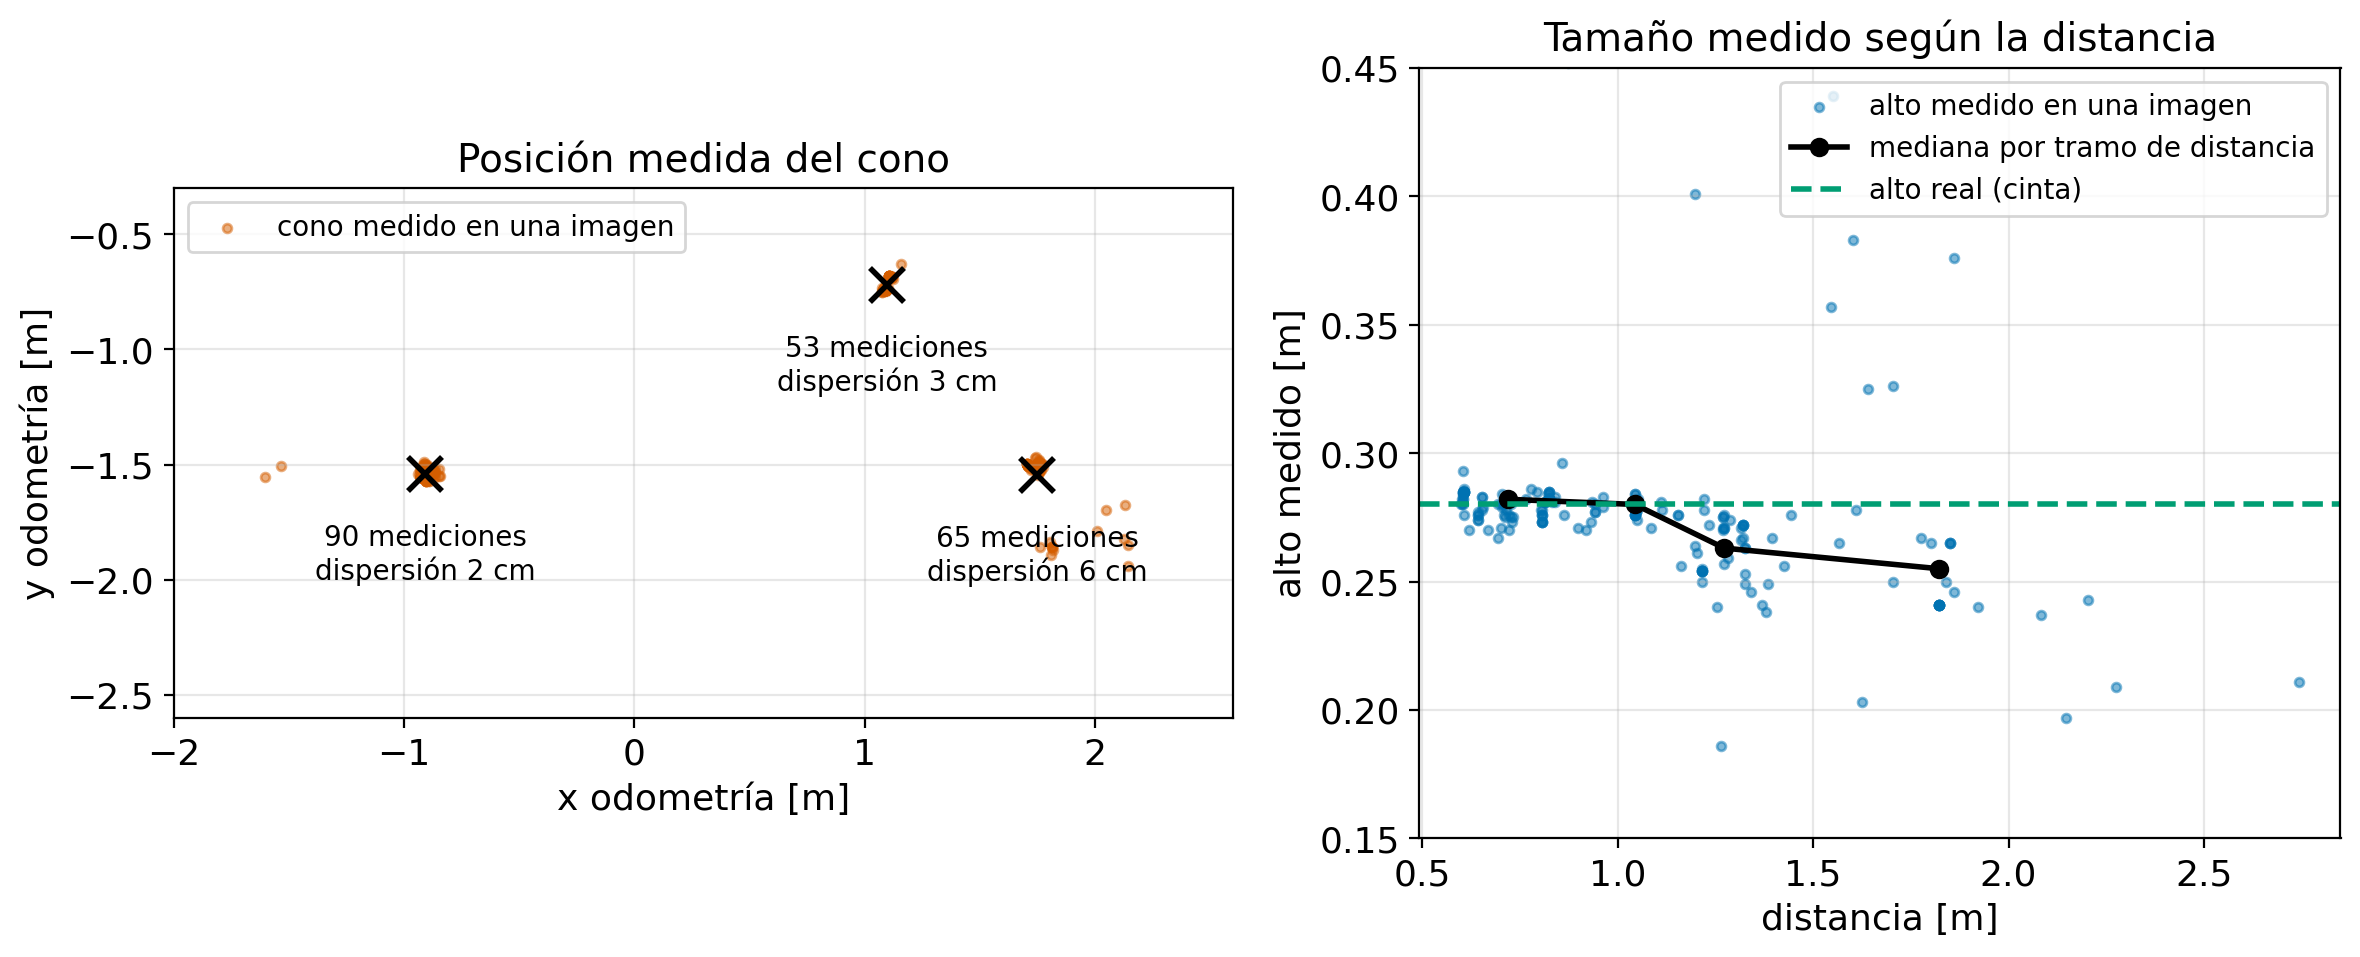 Posición medida del cono
cono medido en una imagen
53 mediciones
dispersión 3 cm
90 mediciones
dispersión 2 cm
65 mediciones
dispersión 6 cm
y odometría [m]
−0.5
−1.0
−1.5
−2.0
−2.5
−2
−1
0
1
2
x odometría [m]
Tamaño medido según la distancia
alto medido en una imagen
mediana por tramo de distancia
alto real (cinta)
alto medido [m]
0.45
0.40
0.35
0.30
0.25
0.20
0.15
0.5
1.0
1.5
2.0
2.5
distancia [m]